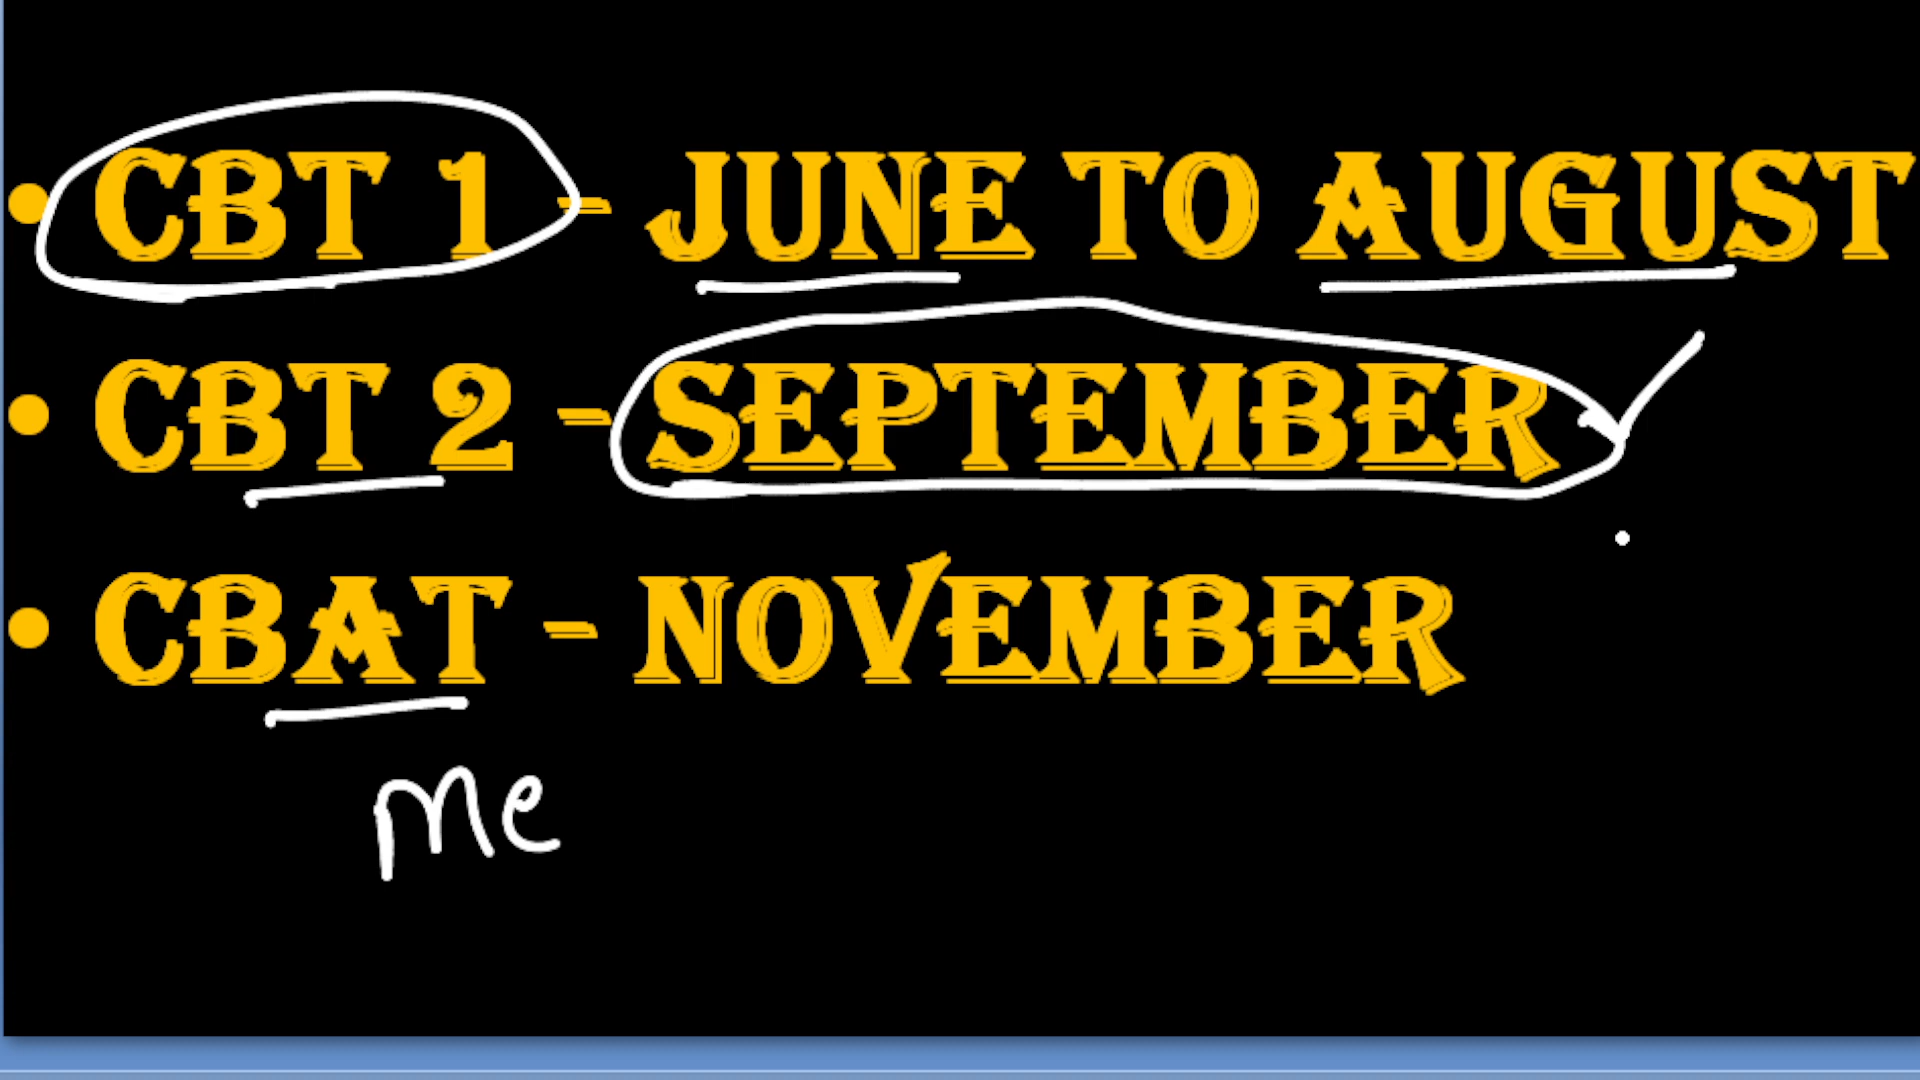 • CBT 1 - JUNE TO AUGUST
• CBT 2 - SEPTEMBER
• CBAT - NOVEMBER
Me